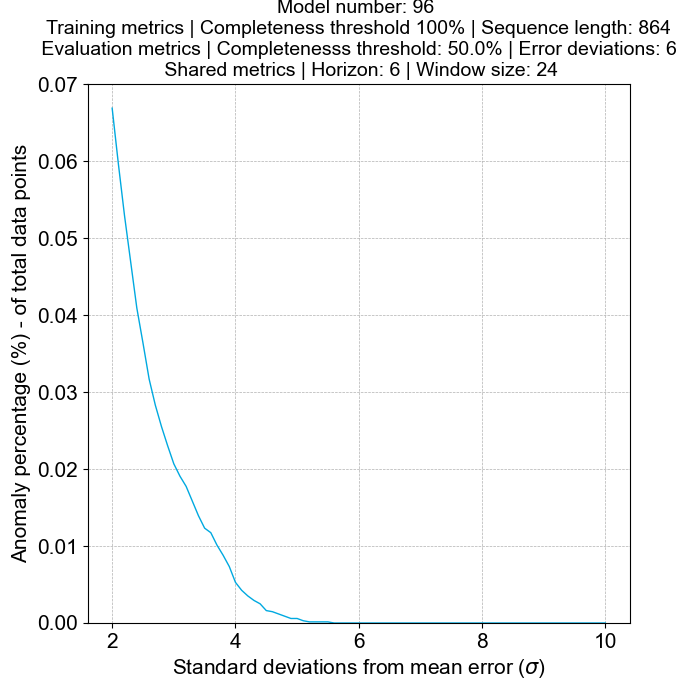 Model number: 96
Training metrics | Completeness threshold 100% | Sequence length: 864
Evaluation metrics | Completenesss threshold: 50.0% | Error deviations: 6
Shared metrics | Horizon: 6 | Window size: 24
0.07
0.06
0.05
0.04
0.03
0.02
0.01
0.00
Anomaly percentage (%) - of total data points
2 4 6 8 10
Standard deviations from mean error (σ)